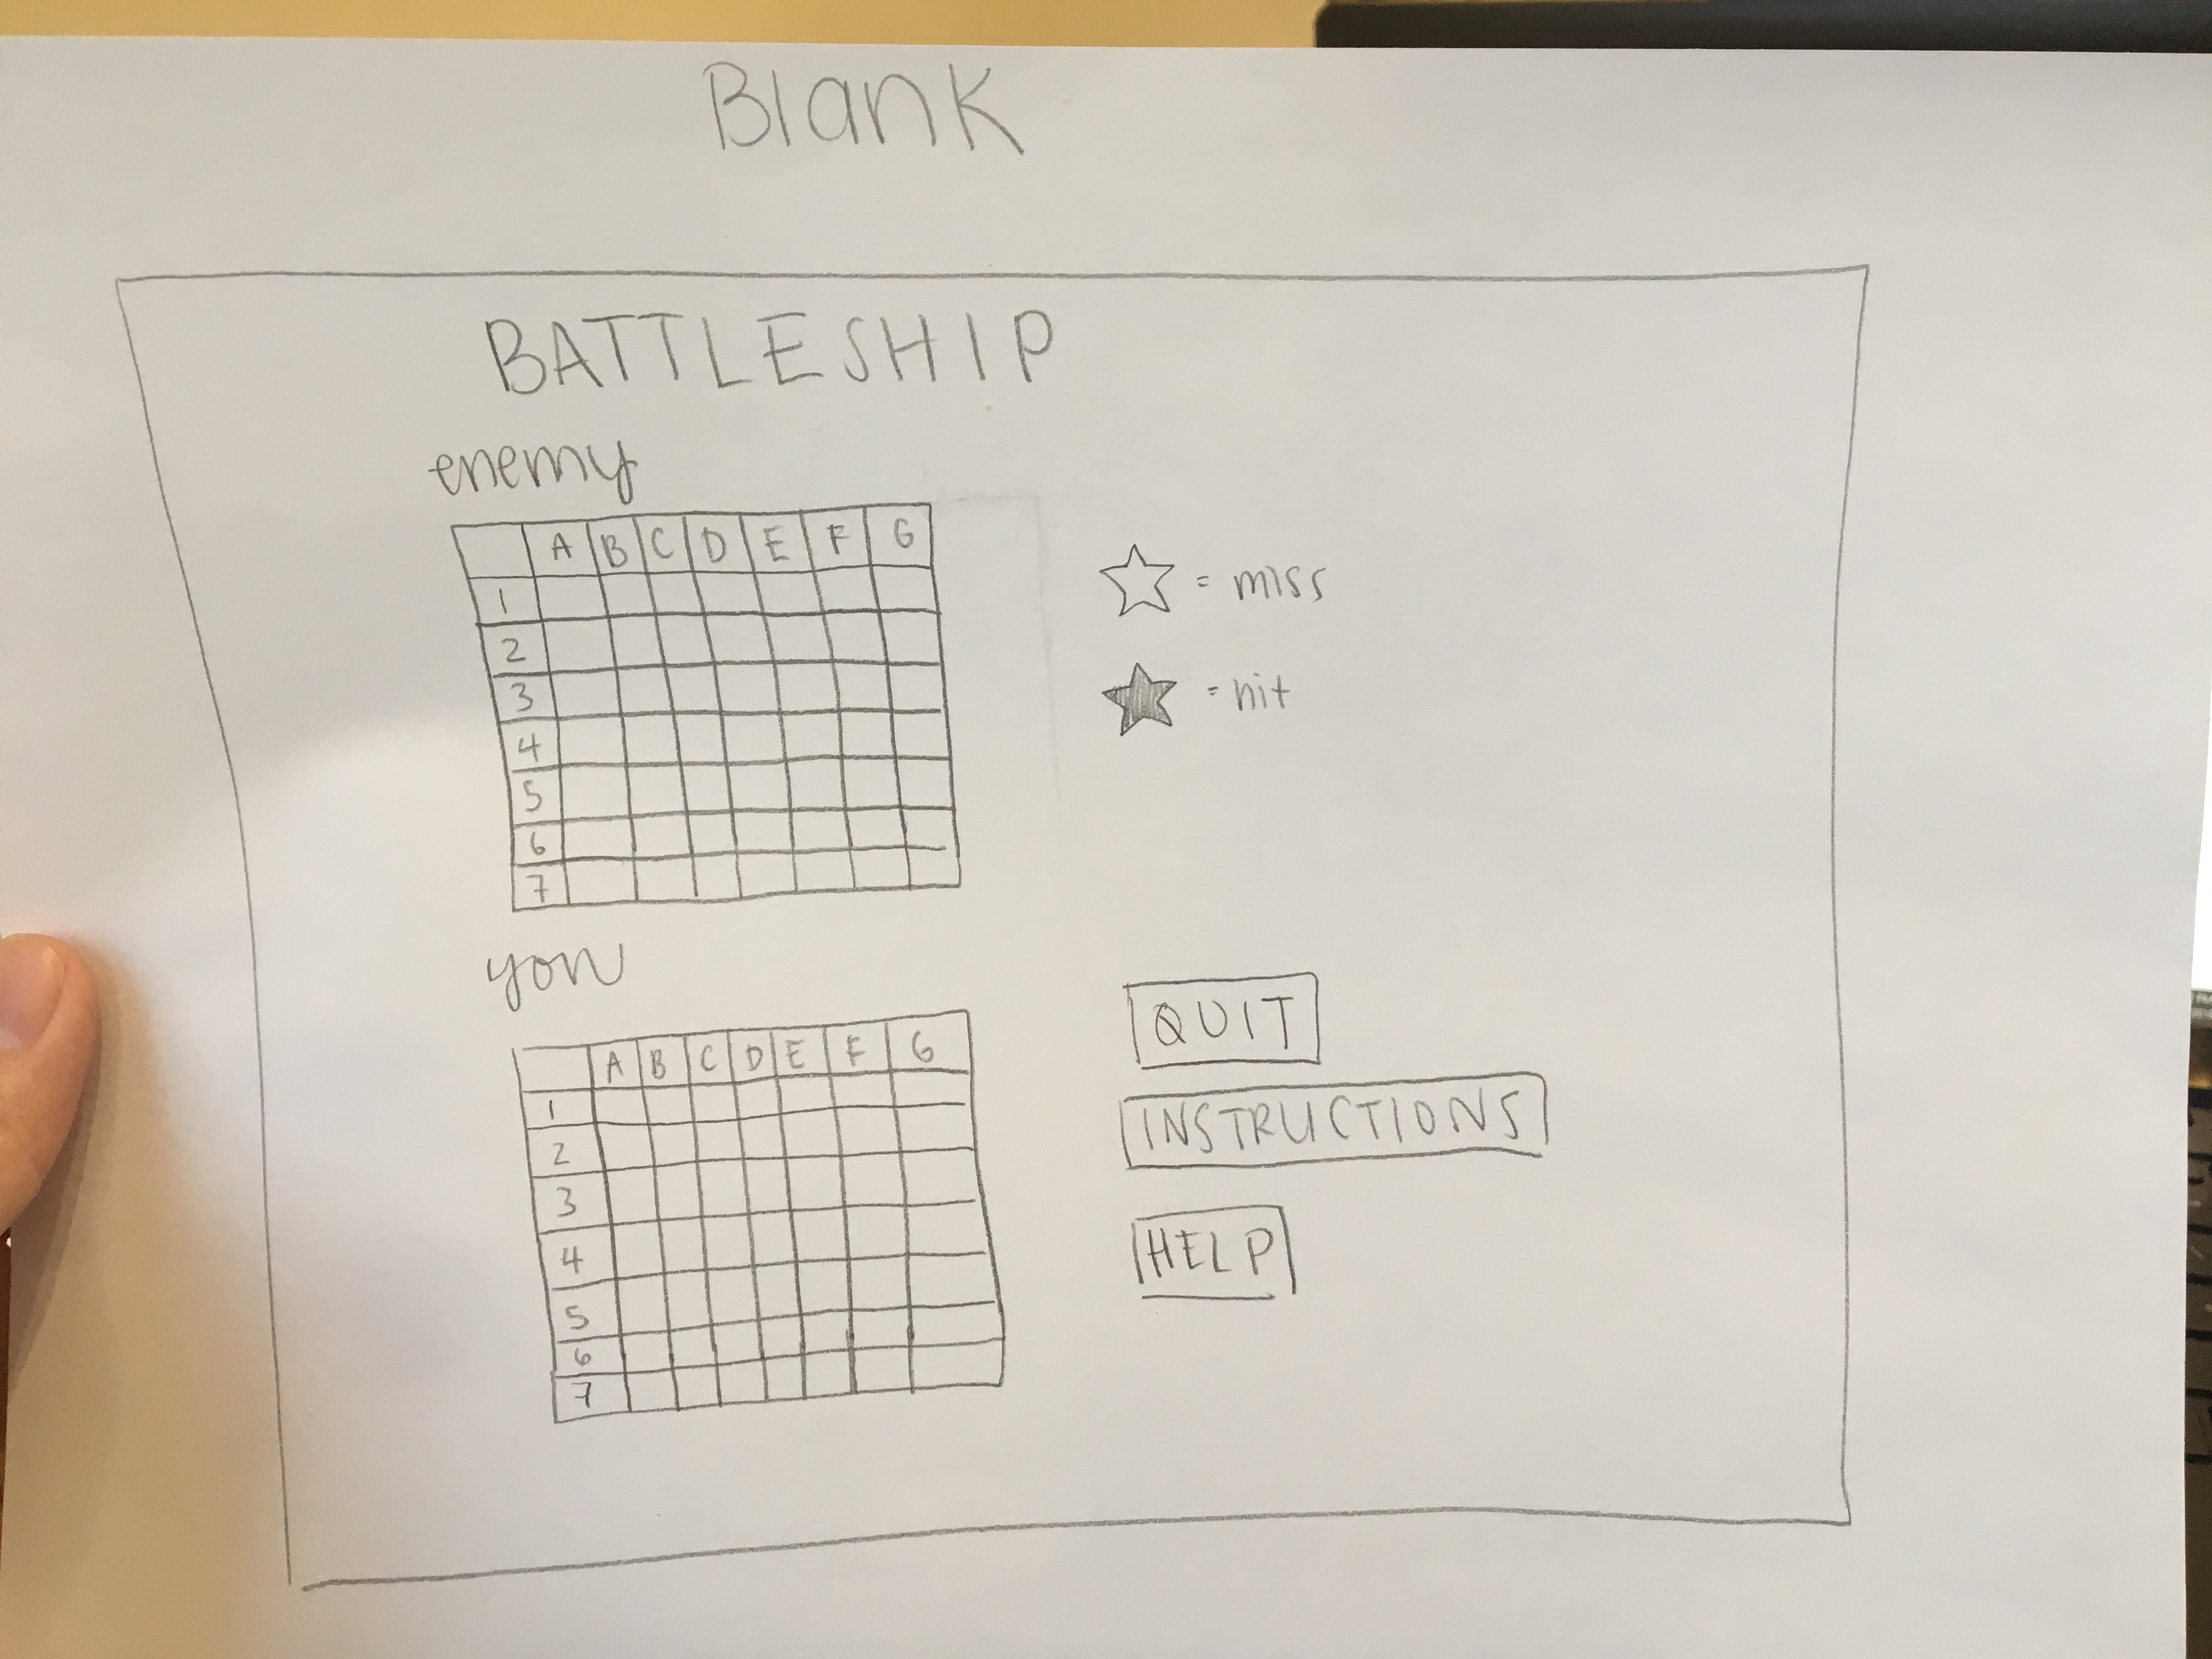 Blank
BATTLESHIP
enemy
A B C D E F G
1
2
3
4
5
6
7
= miss
= hit
you
A B C D E F G
1
2
3
4
5
6
7
QUIT
INSTRUCTIONS
HELP